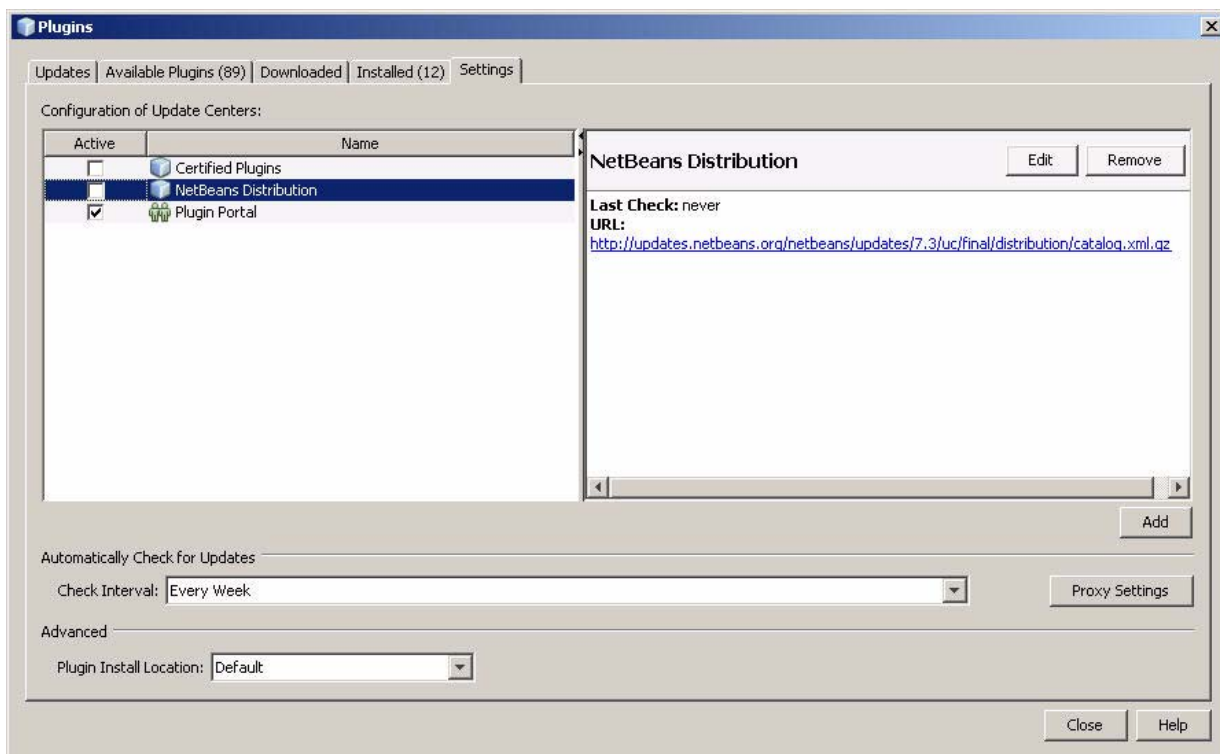 Plugins
Updates
Available Plugins (89)
Downloaded
Installed (12)
Settings
Configuration of Update Centers:
Active
Name
Certified Plugins
NetBeans Distribution
Plugin Portal
NetBeans Distribution
Edit
Remove
Last Check: never
URL:
http://updates.netbeans.org/netbeans/updates/7.3/uc/final/distribution/catalog.xml.gz
Add
Automatically Check for Updates
Check Interval: Every Week
Proxy Settings
Advanced
Plugin Install Location: Default
Close
Help